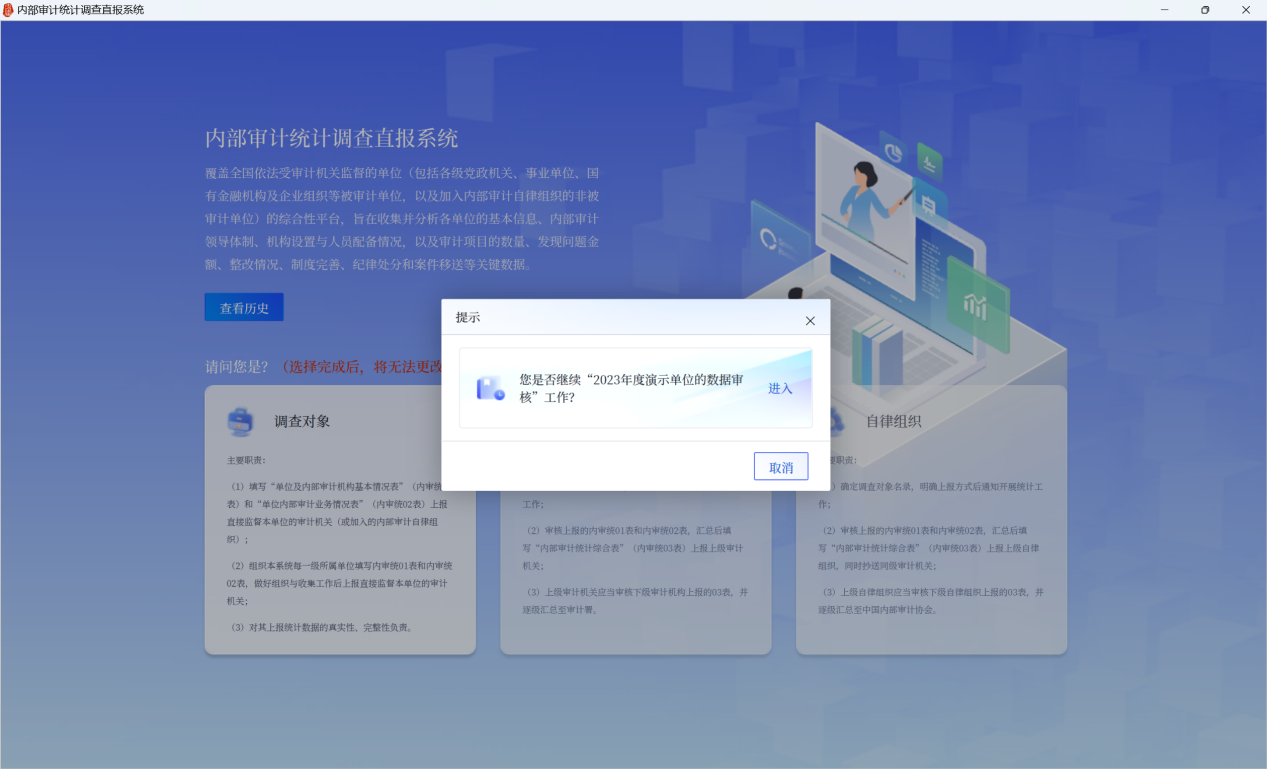 内部审计统计调查直报系统
内部审计统计调查直报系统
覆盖全国依法受审计机关监督的单位（包括各级党政机关、事业单位、国
有金融机构及企业组织等被审计单位，以及加入内部审计自律组织的非被
审计单位）的综合性平台，旨在收集并分析各单位的基本信息、内部审计
领导体制、机构设置与人员配备情况，以及审计项目的数量、发现问题金
额、整改情况、制度完善、纪律处分和案件移送等关键数据。
查看历史
请问您是？（选择完成后，将无法更改
提示
您是否继续“2023年度演示单位的数据审
核”工作？
进入
取消
调查对象
主要职责：
（1）填写“单位及内部审计机构基本情况表”（内审统
表）和“单位内部审计业务情况表”（内审统02表）上报
直接监督本单位的审计机关（或加入的内部审计自律组
织）；
（2）组织本系统每一级所属单位填写内审统01表和内审统
02表，做好组织与收集工作后上报直接监督本单位的审计
机关；
（3）对其上报统计数据的真实性、完整性负责。
工作；
（2）审核上报的内审统01表和内审统02表，汇总后填
写“内部审计统计综合表”（内审统03表）上报上级审计
机关；
（3）上级审计机关应当审核下级审计机构上报的03表，并
逐级汇总至审计署。
自律组织
要职责：
）确定调查对象名录，明确上报方式后通知开展统计工
作；
（2）审核上报的内审统01表和内审统02表，汇总后填
写“内部审计统计综合表”（内审统03表）上报上级自律
组织，同时抄送同级审计机关；
（3）上级自律组织应当审核下级自律组织上报的03表，并
逐级汇总至中国内部审计协会。